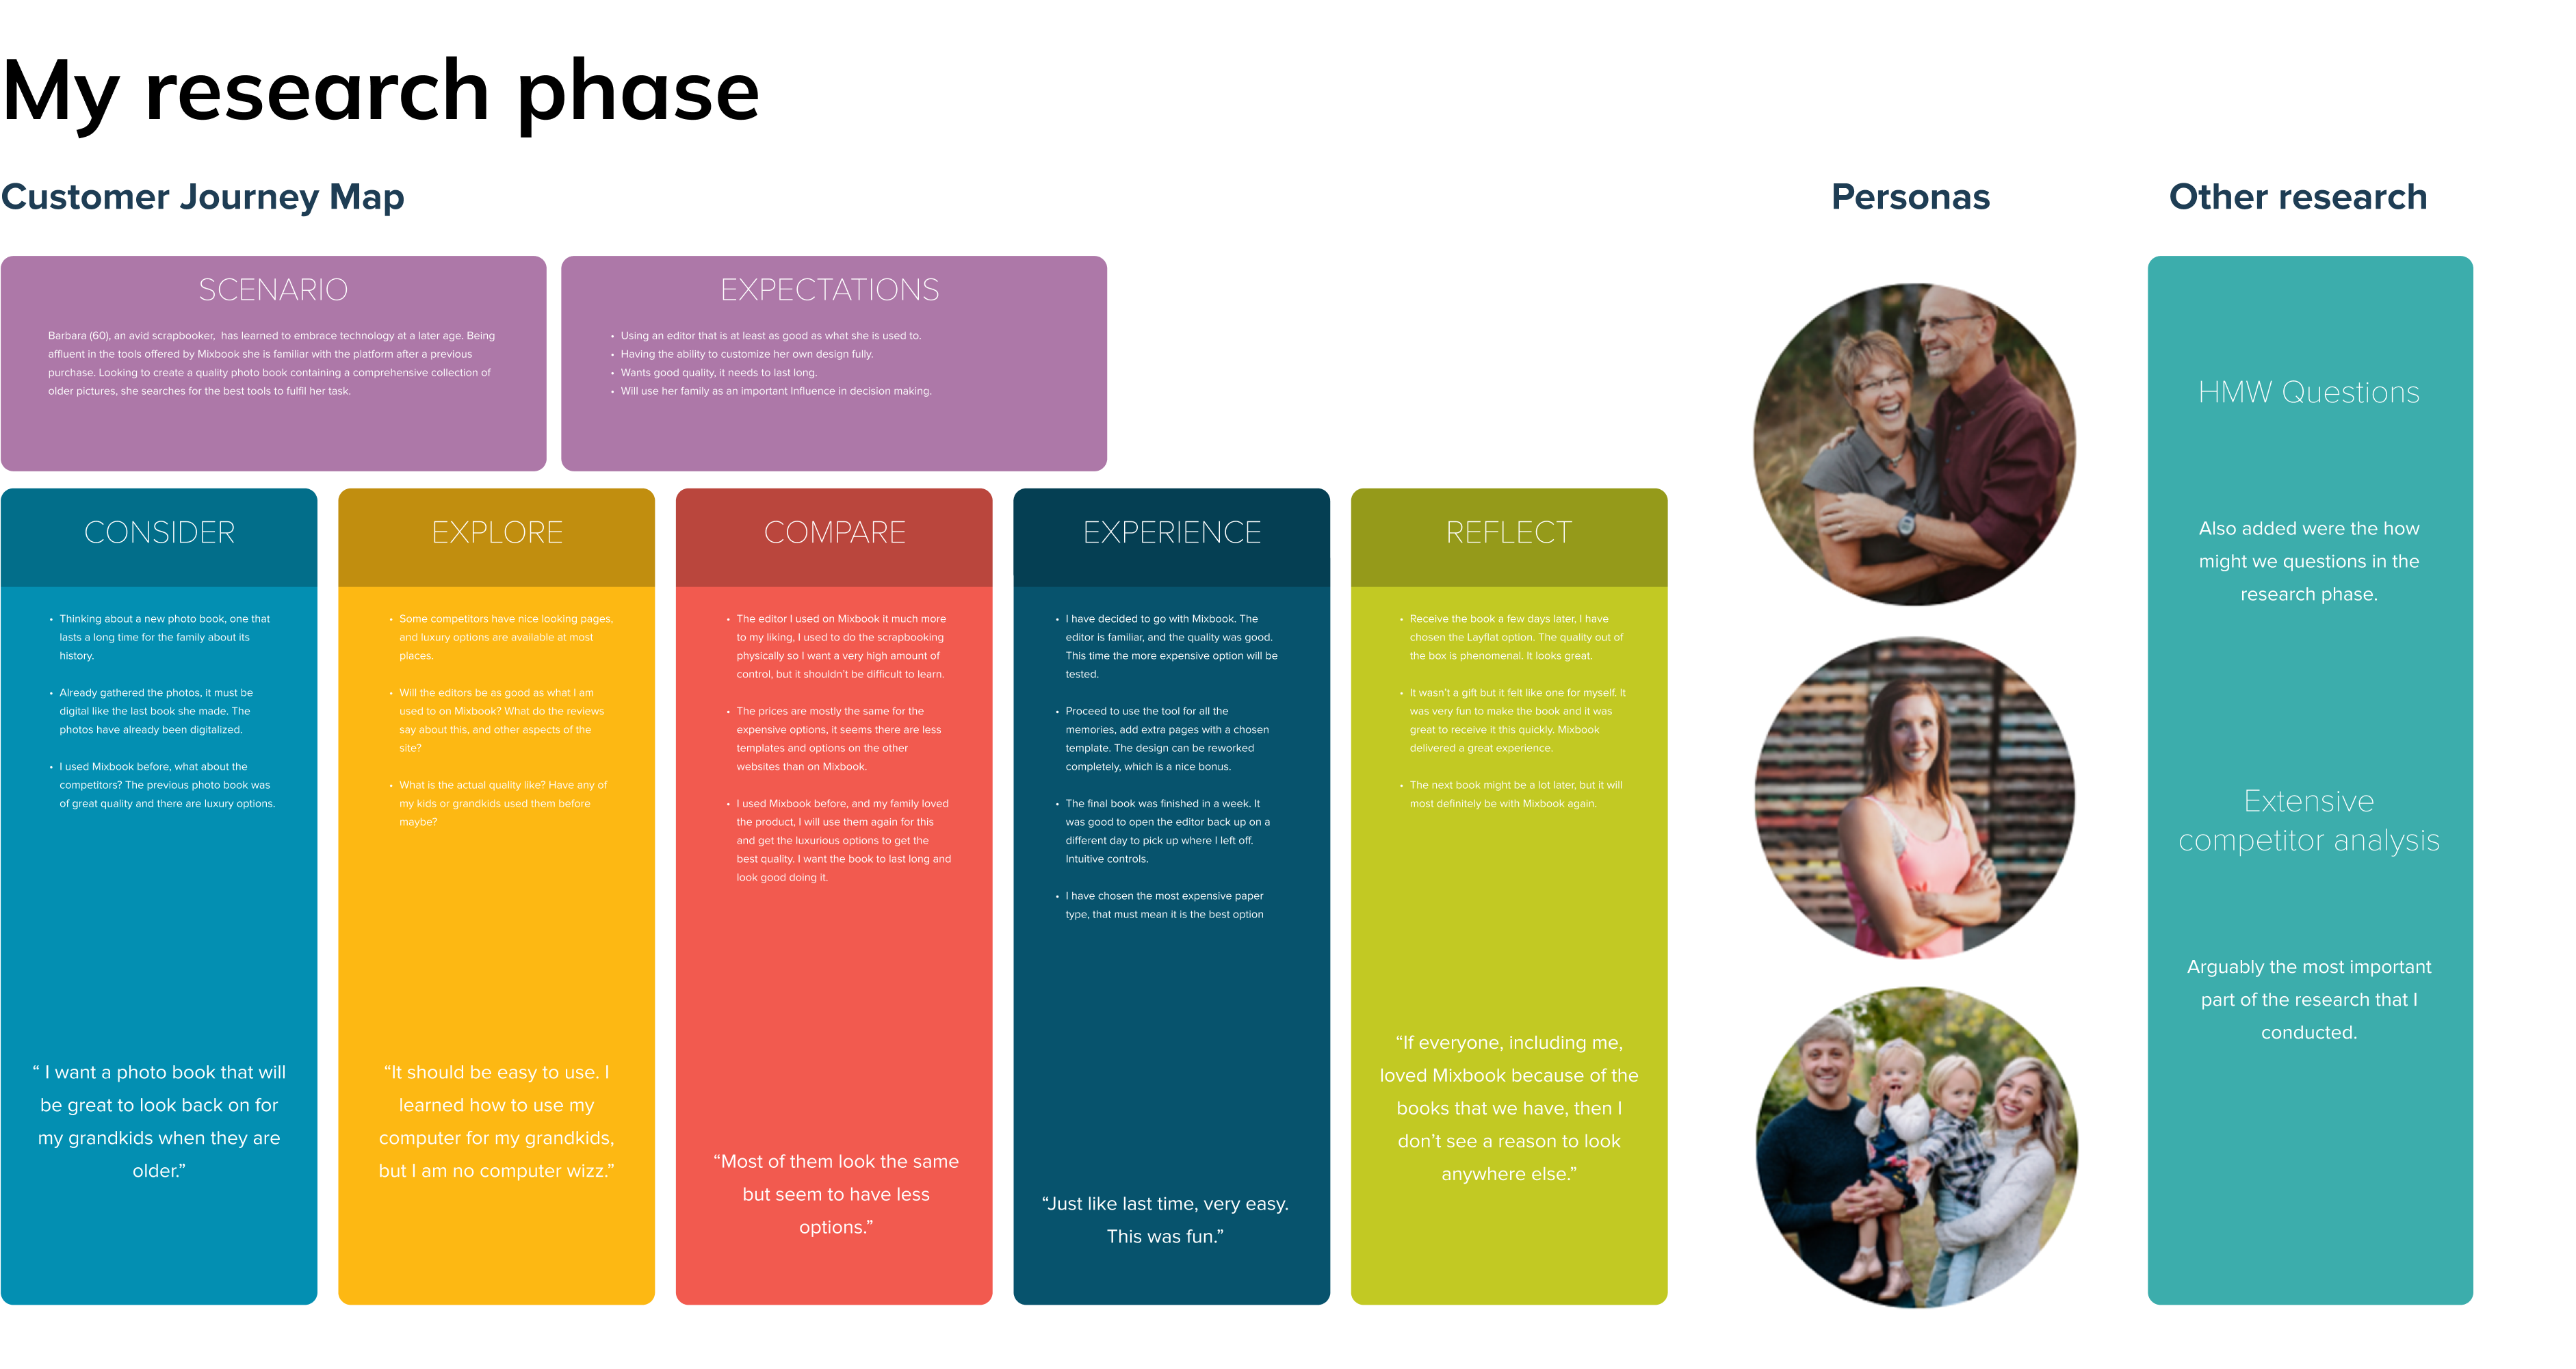 My research phase
Customer Journey Map
Personas
Other research
SCENARIO
Barbara (60), an avid scrapbooker,  has learned to embrace technology at a later age. Being
affluent in the tools offered by Mixbook she is familiar with the platform after a previous
purchase. Looking to create a quality photo book containing a comprehensive collection of
older pictures, she searches for the best tools to fulfil her task.
EXPECTATIONS
• Using an editor that is at least as good as what she is used to.
• Having the ability to customize her own design fully.
• Wants good quality, it needs to last long.
• Will use her family as an important Influence in decision making.
CONSIDER
• Thinking about a new photo book, one that
lasts a long time for the family about its
history.
• Already gathered the photos, it must be
digital like the last book she made. The
photos have already been digitalized.
• I used Mixbook before, what about the
competitors? The previous photo book was
of great quality and there are luxury options.
“ I want a photo book that will
be great to look back on for
my grandkids when they are
older.”
EXPLORE
• Some competitors have nice looking pages,
and luxury options are available at most
places.
• Will the editors be as good as what I am
used to on Mixbook? What do the reviews
say about this, and other aspects of the
site?
• What is the actual quality like? Have any of
my kids or grandkids used them before
maybe?
“It should be easy to use. I
learned how to use my
computer for my grandkids,
but I am no computer wizz.”
COMPARE
• The editor I used on Mixbook it much more
to my liking, I used to do the scrapbooking
physically so I want a very high amount of
control, but it shouldn’t be difficult to learn.
• The prices are mostly the same for the
expensive options, it seems there are less
templates and options on the other
websites than on Mixbook.
• I used Mixbook before, and my family loved
the product, I will use them again for this
and get the luxurious options to get the
best quality. I want the book to last long and
look good doing it.
“Most of them look the same
but seem to have less
options.”
EXPERIENCE
• I have decided to go with Mixbook. The
editor is familiar, and the quality was good.
This time the more expensive option will be
tested.
• Proceed to use the tool for all the
memories, add extra pages with a chosen
template. The design can be reworked
completely, which is a nice bonus.
• The final book was finished in a week. It
was good to open the editor back up on a
different day to pick up where I left off.
Intuitive controls.
• I have chosen the most expensive paper
type, that must mean it is the best option
“Just like last time, very easy.
This was fun.”
REFLECT
• Receive the book a few days later, I have
chosen the Layflat option. The quality out of
the box is phenomenal. It looks great.
• It wasn’t a gift but it felt like one for myself. It
was very fun to make the book and it was
great to receive it this quickly. Mixbook
delivered a great experience.
• The next book might be a lot later, but it will
most definitely be with Mixbook again.
“If everyone, including me,
loved Mixbook because of the
books that we have, then I
don’t see a reason to look
anywhere else.”
HMW Questions
Also added were the how
might we questions in the
research phase.
Extensive
competitor analysis
Arguably the most important
part of the research that I
conducted.